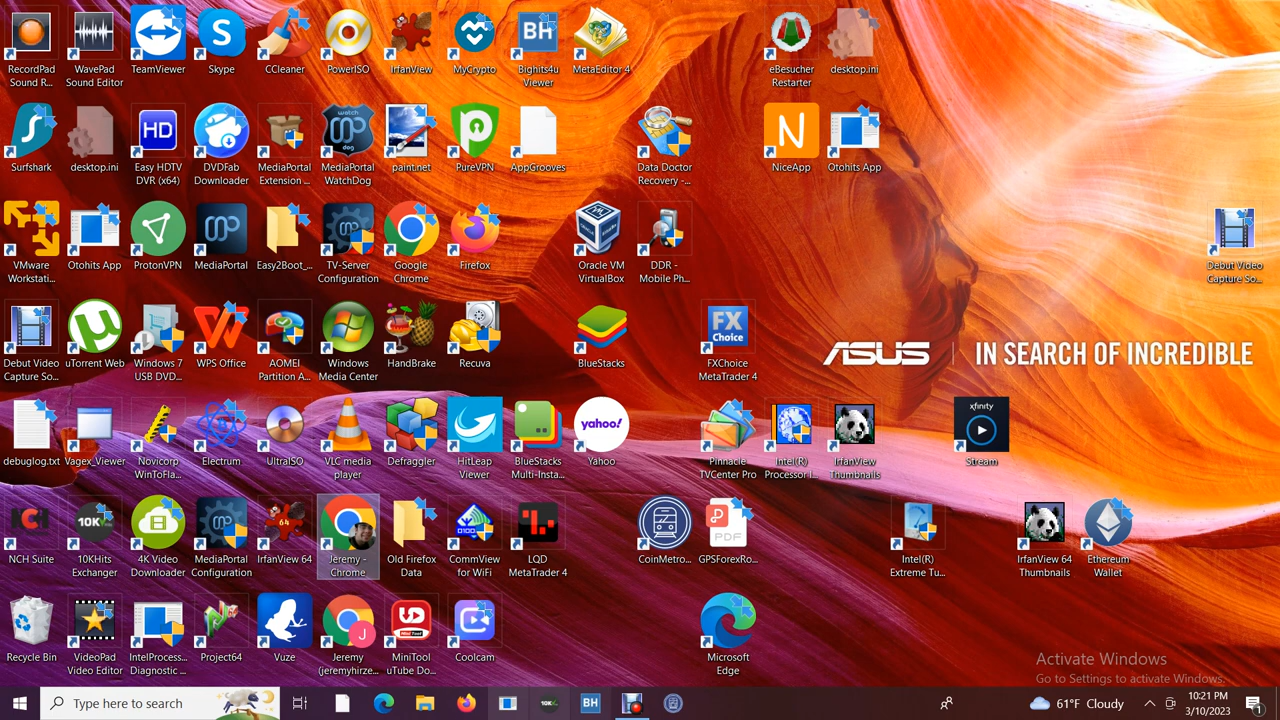 RecordPad
Sound R...
WavePad
Sound Editor
TeamViewer
Skype
CCleaner
PowerISO
IrfanView
MyCrypto
BH
Bighits4u
Viewer
MetaEditor 4
eBesucher
Restarter
desktop.ini
Surfshark
desktop.ini
HD
Easy HDTV
DVR (x64)
DVDFab
Downloader
MediaPortal
Extension ...
watch
dog
MediaPortal
WatchDog
paint.net
PurePVN
AppGrooves
Data Doctor
Recovery -...
N
NiceApp
Otohits App
VMware
Workstati...
Otohits App
ProtonVPN
MediaPortal
Easy2Boot_...
TV-Server
Configuration
Google
Chrome
Firefox
Oracle VM
VirtualBox
DDR -
Mobile Ph...
Debut Video
Capture So...
Debut Video
Capture So...
uTorrent Web
Windows 7
USB DVD...
WPS Office
AOMEI
Partition A...
Windows
Media Center
HandBrake
Recuva
BlueStacks
FX
Choice
FXChoice
MetaTrader 4
ASUS | IN SEARCH OF INCREDIBLE
debuglog.txt
Vagex_Viewer
Novicorp
WinToFla...
Electrum
UltraISO
VLC media
player
Defraggler
HitLeap
Viewer
BlueStacks
Multi-Insta...
yahoo!
Yahoo
Pinnacle
TVCenter Pro
Intel(R)
Processor I...
IrfanView
Thumbnails
xfinity
Stream
NCH Suite
10K
10KHits
Exchanger
4K Video
Downloader
MediaPortal
Configuration
64
IrfanView 64
Jeremy -
Chrome
Old Firefox
Data
0100
CommView
for WiFi
LQD
MetaTrader 4
CoinMetro...
PDF
GPSForexRo...
Intel(R)
Extreme Tu...
IrfanView 64
Thumbnails
Ethereum
Wallet
Recycle Bin
VideoPad
Video Editor
IntelProcess...
Diagnostic ...
Project64
Vuze
J
Jeremy
(jeremyhirze...
UD
MiniTool
MiniTool
uTube Do...
Coolcam
Microsoft
Edge
Activate Windows
Go to Settings to activate Windows.
Type here to search
10K
BH
61°F Cloudy
10:21 PM
3/10/2023
1